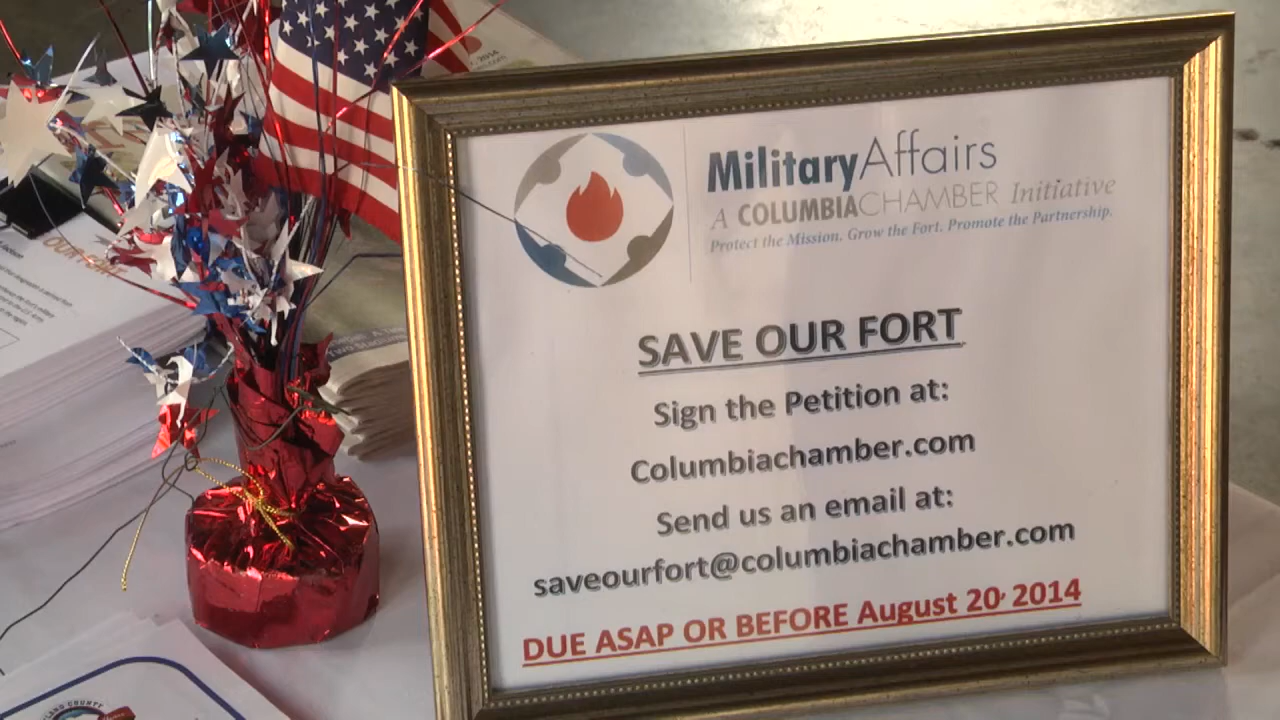 MilitaryAffairs
A COLUMBIACHAMBER Initiative
Protect the Mission. Grow the Fort. Promote the Partnership.
SAVE OUR FORT
Sign the Petition at:
Columbiachamber.com
Send us an email at:
saveourfort@columbiachamber.com
DUE ASAP OR BEFORE August 20, 2014